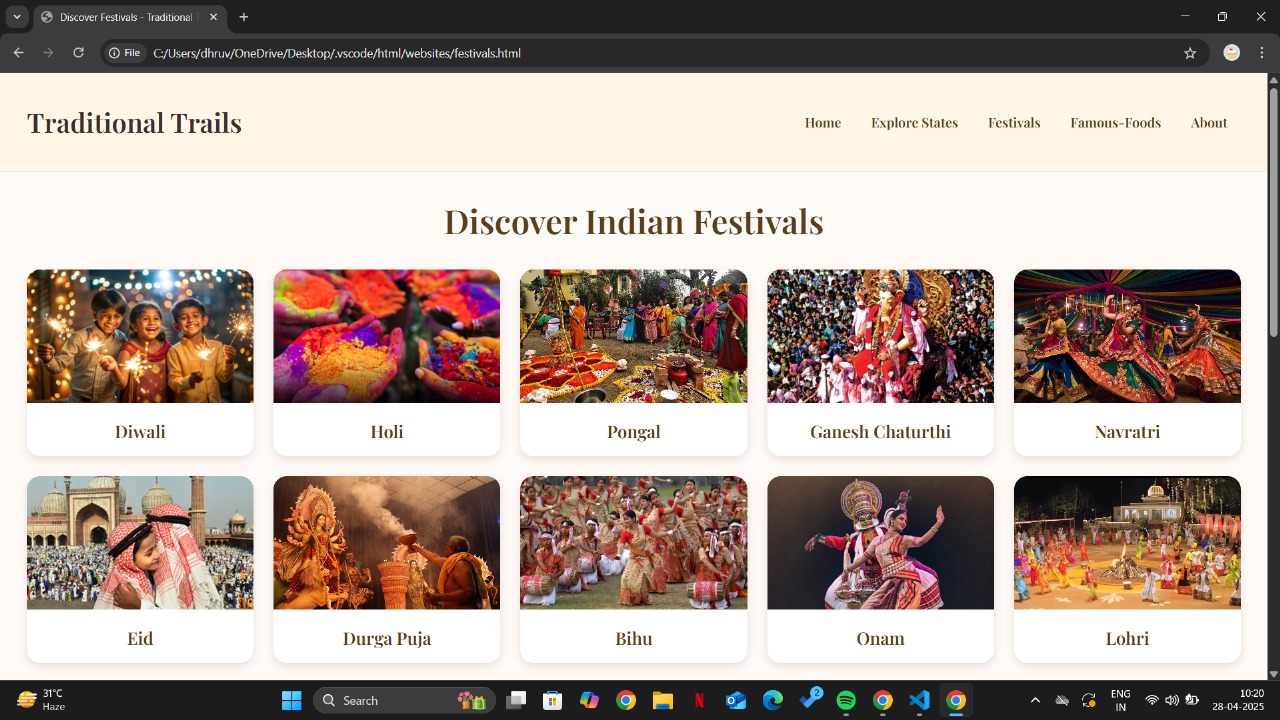 Discover Festivals - Traditional
File C:/Users/dhruv/OneDrive/Desktop/.vscode/html/websites/festivals.html
Traditional Trails
Home Explore States Festivals Famous-Foods About
Discover Indian Festivals
Diwali Holi Pongal Ganesh Chaturthi Navratri
Eid Durga Puja Bihu Onam Lohri
31°C
Haze
Search
2
ENG
IN
10:20
28-04-2025